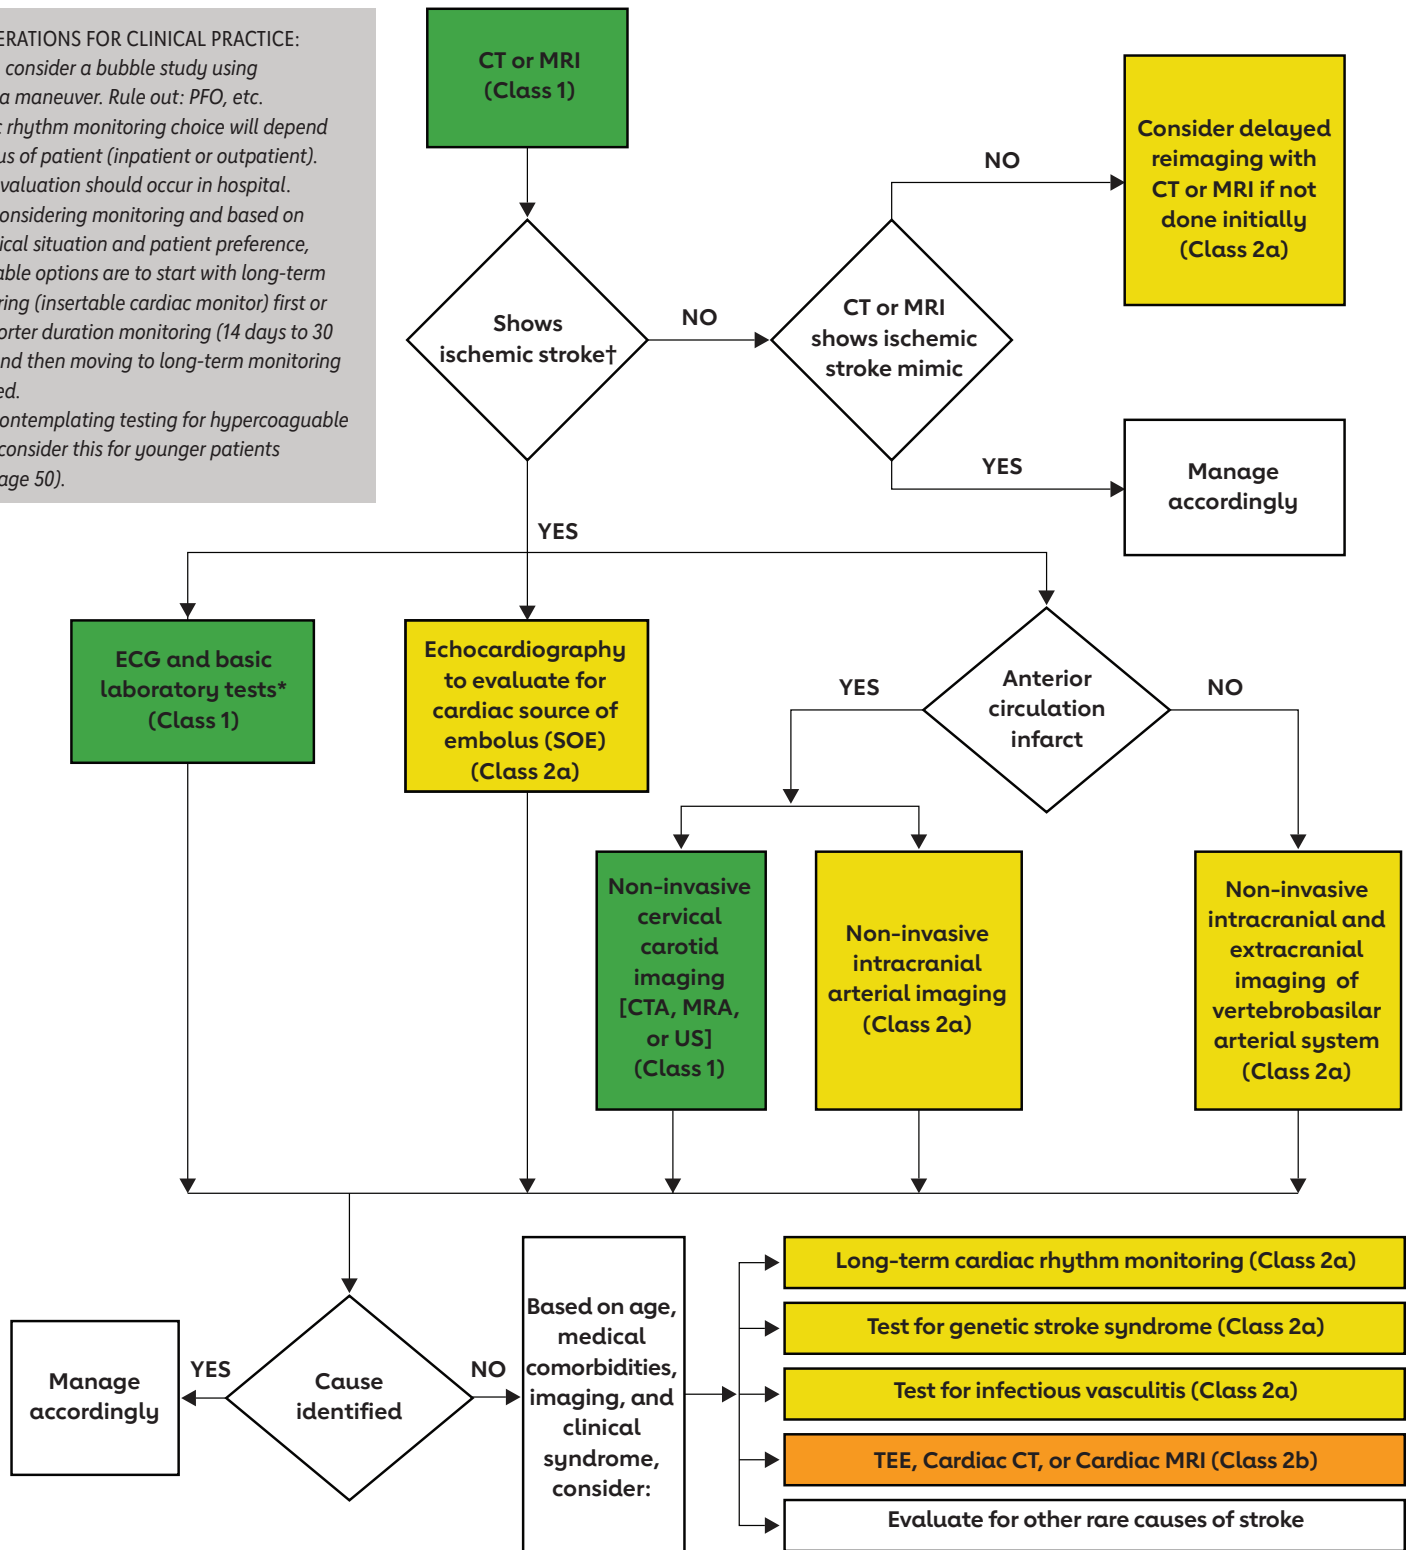 ERATIONS FOR CLINICAL PRACTICE:
consider a bubble study using
a maneuver. Rule out: PFO, etc.
: rhythm monitoring choice will depend
us of patient (inpatient or outpatient).
evaluation should occur in hospital.
onsidering monitoring and based on
ical situation and patient preference,
able options are to start with long-term
ring (insertable cardiac monitor) first or
orter duration monitoring (14 days to 30
nd then moving to long-term monitoring
ed.
ontemplating testing for hypercoaguable
consider this for younger patients
age 50).
CT or MRI
(Class 1)
Shows
ischemic stroke†
NO
CT or MRI
shows ischemic
stroke mimic
NO
Consider delayed
reimaging with
CT or MRI if not
done initially
(Class 2a)
YES
Manage
accordingly
YES
ECG and basic
laboratory tests*
(Class 1)
Echocardiography
to evaluate for
cardiac source of
embolus (SOE)
(Class 2a)
Anterior
circulation
infarct
YES
NO
Non-invasive
cervical
carotid
imaging
[CTA, MRA,
or US]
(Class 1)
Non-invasive
intracranial
arterial imaging
(Class 2a)
Non-invasive
intracranial and
extracranial
imaging of
vertebrobasilar
arterial system
(Class 2a)
Cause
identified
YES
Manage
accordingly
NO
Based on age,
medical
comorbidities,
imaging, and
clinical
syndrome,
consider:
Long-term cardiac rhythm monitoring (Class 2a)
Test for genetic stroke syndrome (Class 2a)
Test for infectious vasculitis (Class 2a)
TEE, Cardiac CT, or Cardiac MRI (Class 2b)
Evaluate for other rare causes of stroke